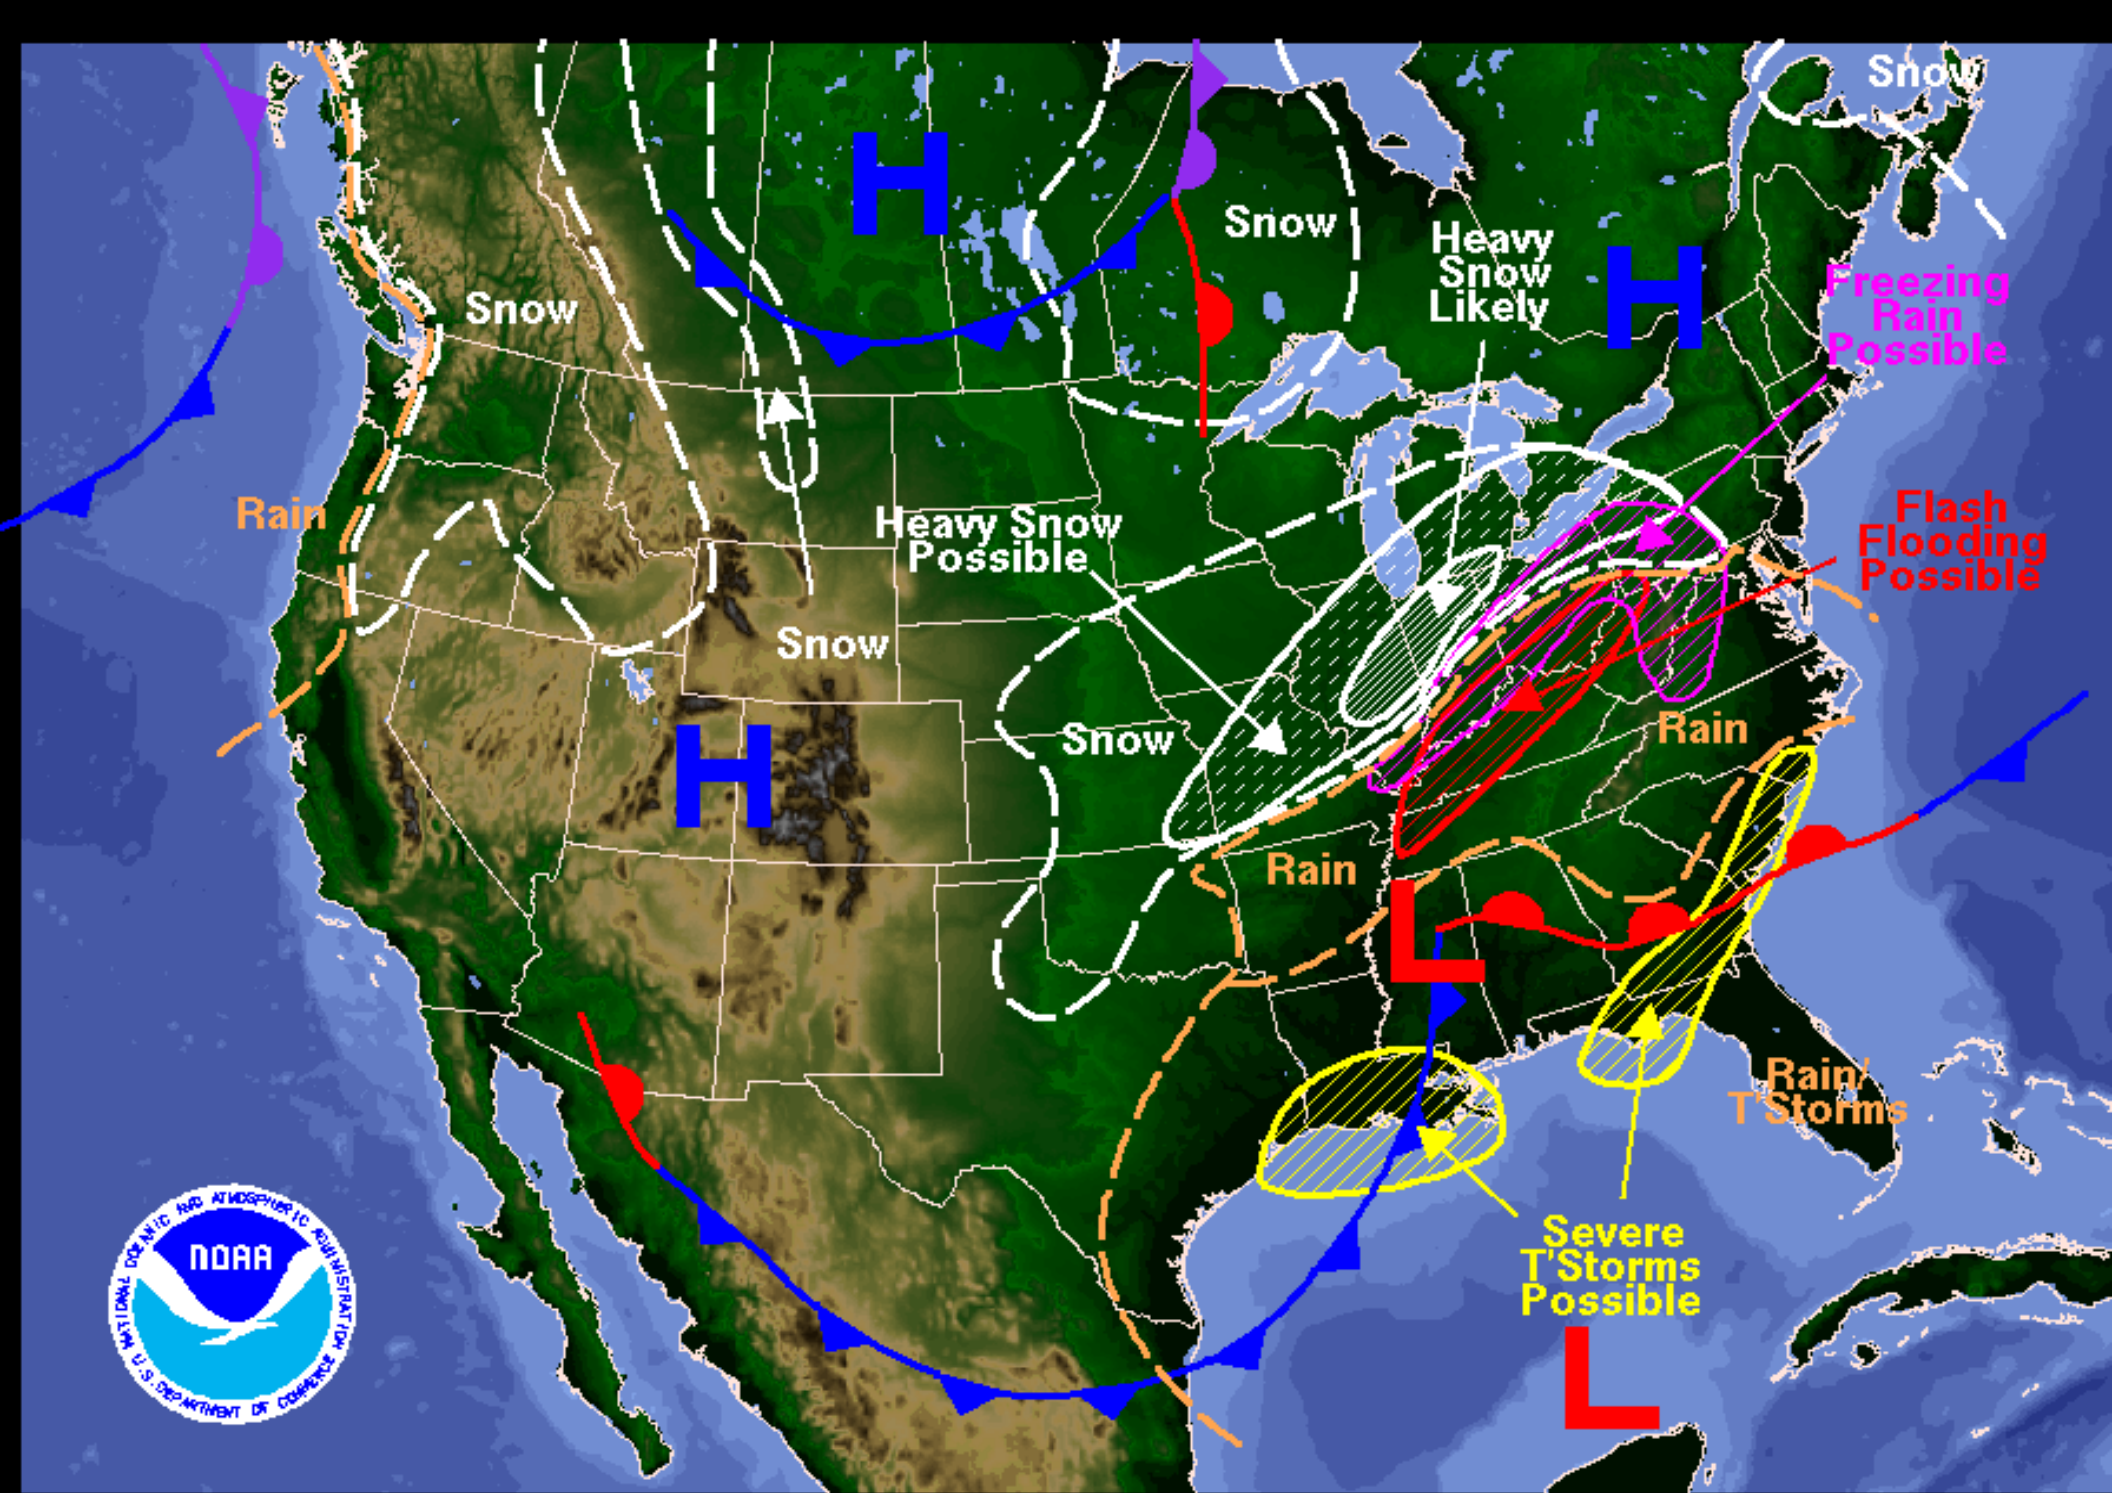 Snow
H
Snow
Heavy
Snow
Likely
H
Freezing
Rain
Possible
Snow
Rain
Heavy Snow
Possible
Flash
Flooding
Possible
Snow
H
Snow
Rain
Rain
L
Rain/
T'Storms
Severe
T'Storms
Possible
L
NATIONAL OCEANIC AND ATMOSPHERIC ADMINISTRATION
NOAA
U.S. DEPARTMENT OF COMMERCE